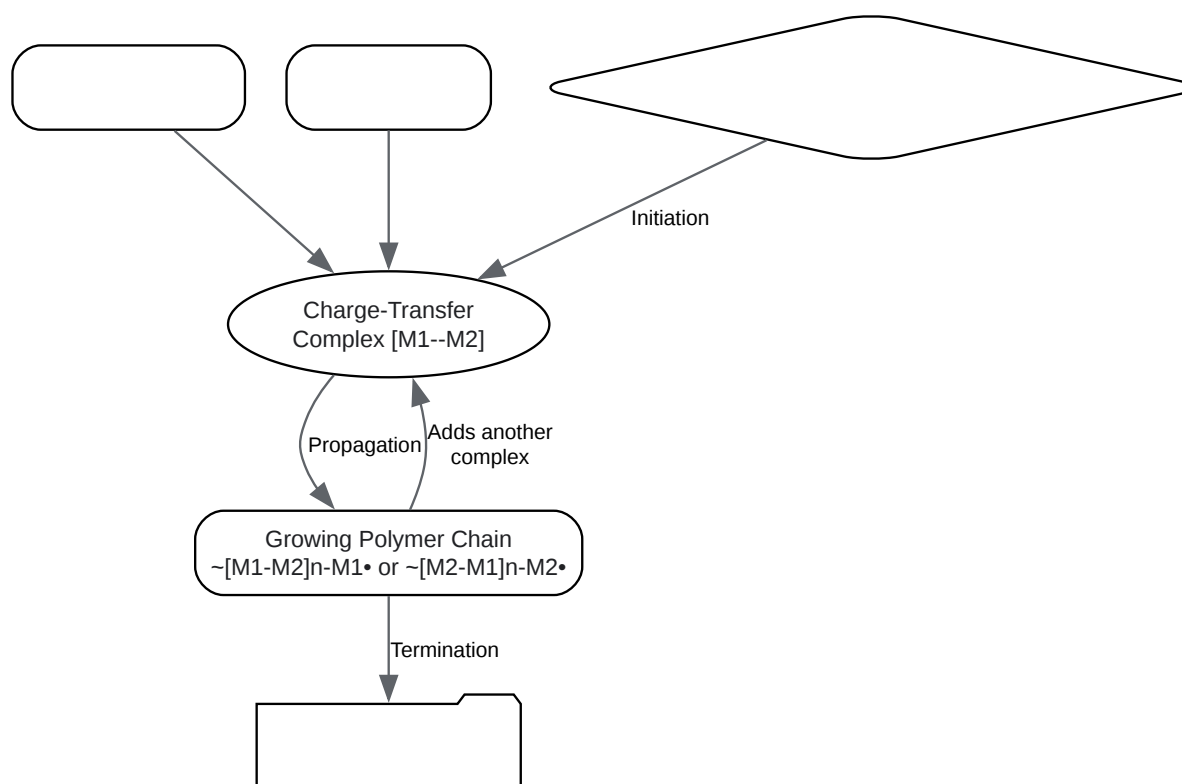 Initiation
Charge-Transfer
Complex [M1--M2]
Propagation
Adds another
complex
Growing Polymer Chain
~[M1-M2]n-M1• or ~[M2-M1]n-M2•
Termination